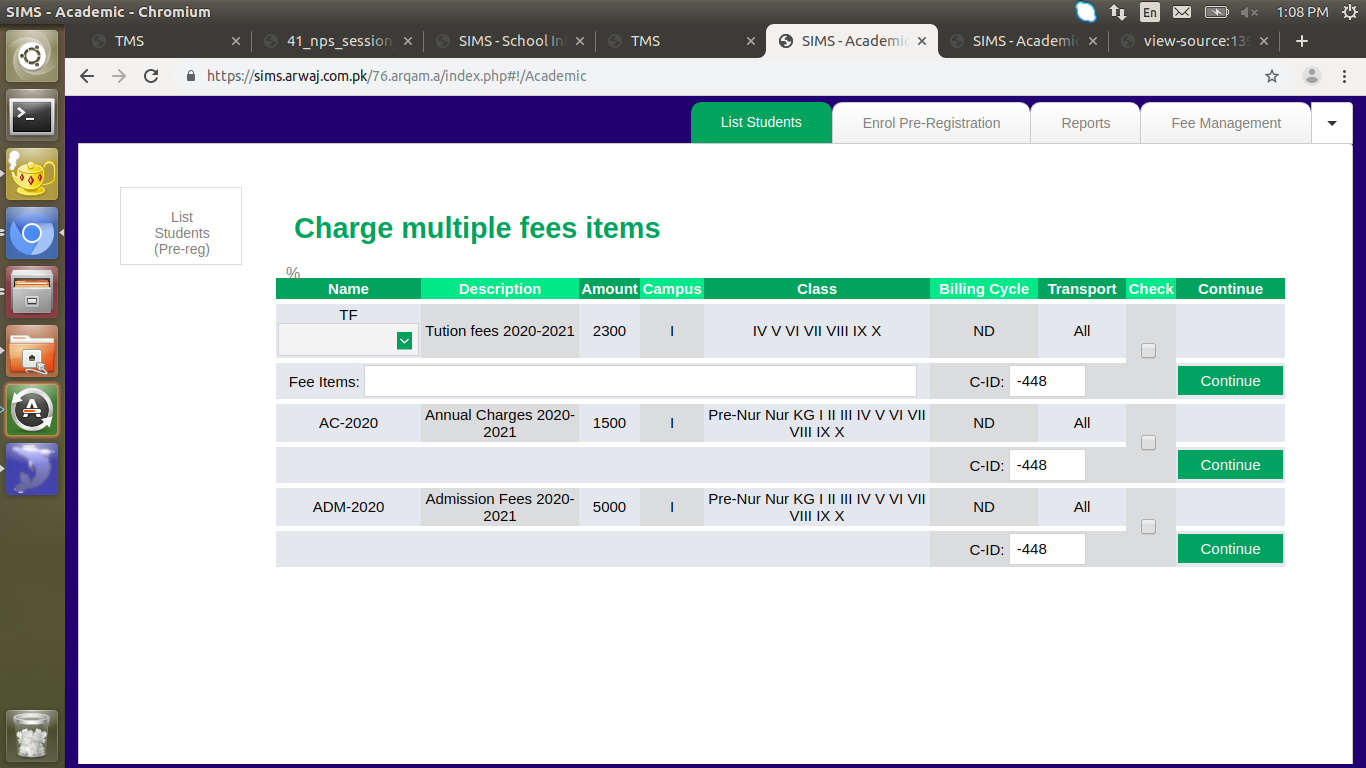 SIMS - Academic - Chromium
En
1:08 PM
TMS
41_nps_session
SIMS - School In
TMS
SIMS - Academic
SIMS - Academic
view-source:139
https://sims.arwaj.com.pk/76.arqam.a/index.php#!/Academic
List Students
Enrol Pre-Registration
Reports
Fee Management
List
Students
(Pre-reg)
Charge multiple fees items
%
Name Description Amount Campus Class Billing Cycle Transport Check Continue
TF
Tution fees 2020-2021 2300 I IV V VI VII VIII IX X ND All
Fee Items: C-ID: -448 Continue
AC-2020 Annual Charges 2020-
2021 1500 I Pre-Nur Nur KG I II III IV V VI VII
VIII IX X ND All
C-ID: -448 Continue
ADM-2020 Admission Fees 2020-
2021 5000 I Pre-Nur Nur KG I II III IV V VI VII
VIII IX X ND All
C-ID: -448 Continue